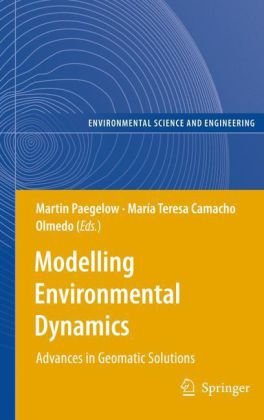 ENVIRONMENTAL SCIENCE AND ENGINEERING
Martin Paegelow · María Teresa Camacho
Olmedo (Eds.)
Modelling
Environmental
Dynamics
Advances in Geomatic Solutions
Springer